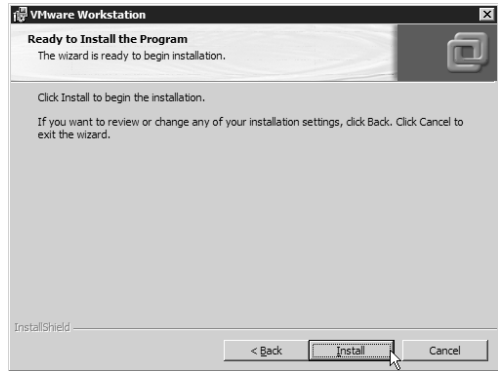 VMware Workstation
Ready to Install the Program
The wizard is ready to begin installation.
Click Install to begin the installation.
If you want to review or change any of your installation settings, click Back. Click Cancel to
exit the wizard.
InstallShield
< Back Install Cancel